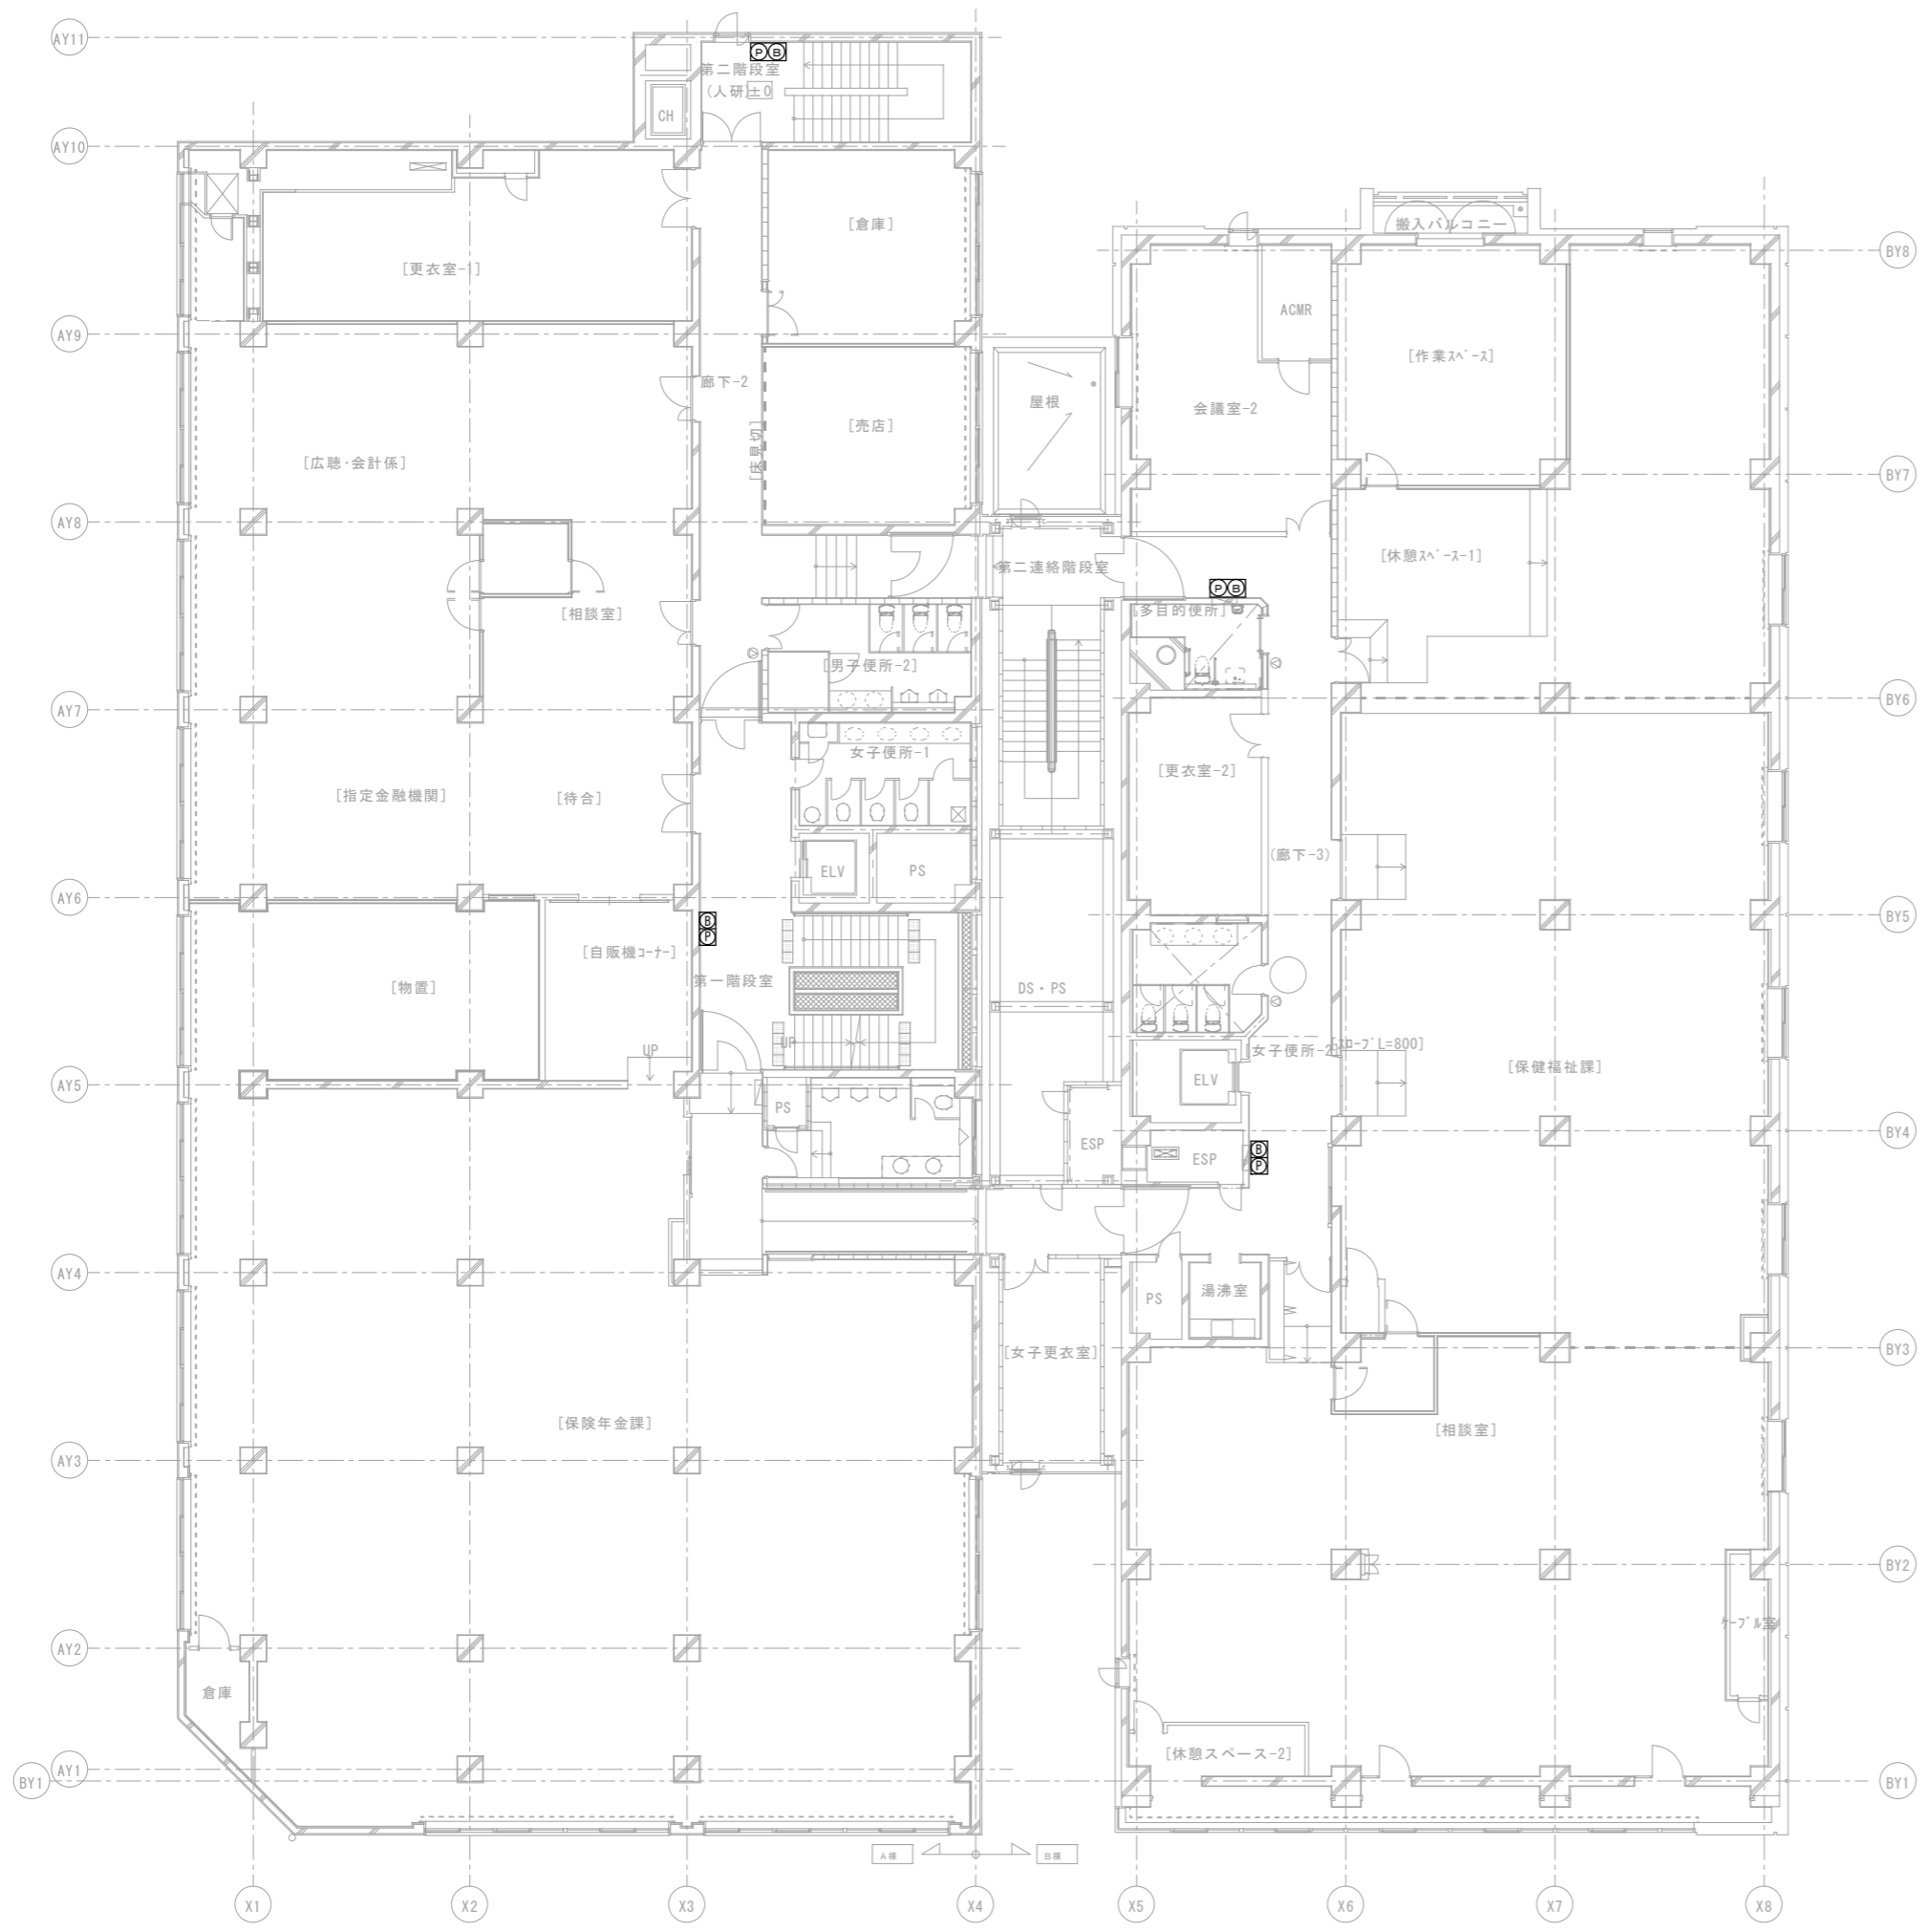 AY11
P B
第二階段室
(人研)±0
CH
AY10
[倉庫]
搬入バルコニー
BY8
[更衣室-1]
ACMR
AY9
[作業スペース]
廊下-2
屋根
会議室-2
[売店]
[床見切]
[広聴・会計係]
BY7
AY8
[休憩スペース-1]
第二連絡階段室
P B
[相談室]
[多目的便所]
[男子便所-2]
BY6
AY7
女子便所-1
[更衣室-2]
[指定金融機関]
[待合]
(廊下-3)
ELV
PS
AY6
BY5
B
P
[自販機コーナー]
第一階段室
[物置]
DS・PS
UP
UP
[女子便所-2]
[スロープ L=800]
[保健福祉課]
AY5
ELV
PS
BY4
ESP
ESP
B
P
AY4
PS
湯沸室
BY3
[女子更衣室]
[保険年金課]
[相談室]
AY3
BY2
ケーブル室
AY2
倉庫
[休憩スペース-2]
AY1
BY1
BY1
A棟
B棟
X1
X2
X3
X4
X5
X6
X7
X8